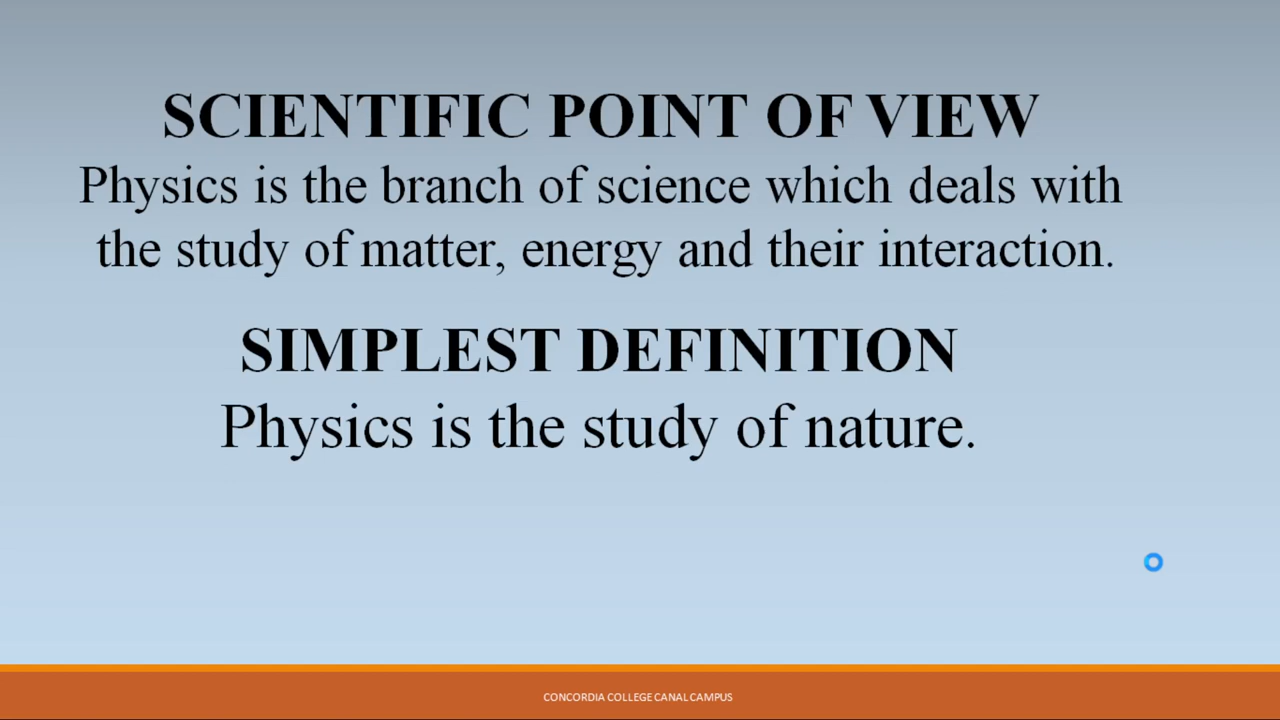 SCIENTIFIC POINT OF VIEW
Physics is the branch of science which deals with
the study of matter, energy and their interaction.
SIMPLEST DEFINITION
Physics is the study of nature.
CONCORDIA COLLEGE CANAL CAMPUS